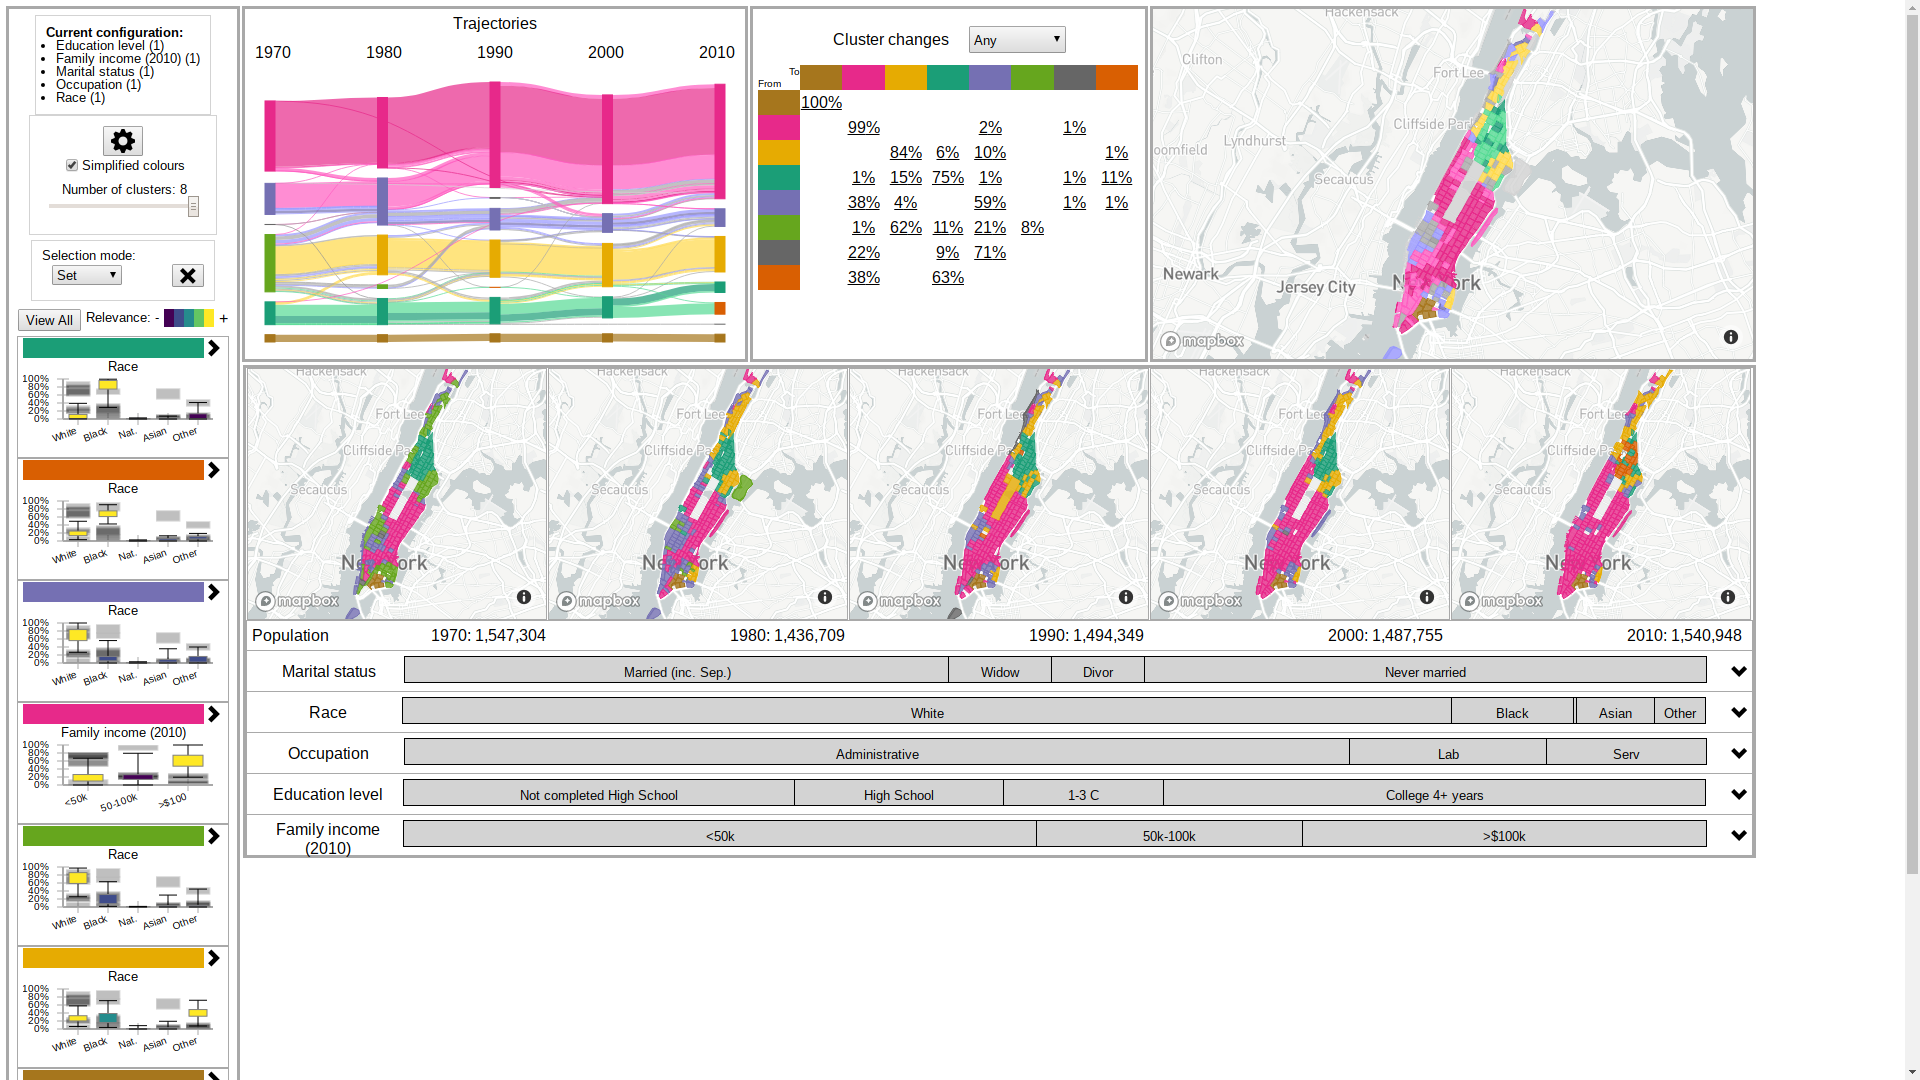 Current configuration:
Education level (1)
Family income (2010) (1)
Marital status (1)
Occupation (1)
Race (1)
Simplified colours
Number of clusters: 8
Selection mode:
Set
View All
Relevance: - +
Race
100%
80%
60%
40%
20%
0%
White Black Nat. Asian Other
Race
100%
80%
60%
40%
20%
0%
White Black Nat. Asian Other
Race
100%
80%
60%
40%
20%
0%
White Black Nat. Asian Other
Family income (2010)
100%
80%
60%
40%
20%
0%
<50k 50-100k >$100
Race
100%
80%
60%
40%
20%
0%
White Black Nat. Asian Other
Race
100%
80%
60%
40%
20%
0%
White Black Nat. Asian Other
Trajectories
1970 1980 1990 2000 2010
Cluster changes Any
To
From
100%
99% 2% 1%
84% 6% 10% 1%
1% 15% 75% 1% 1% 11%
38% 4% 59% 1% 1%
1% 62% 11% 21% 8%
22% 9% 71%
38% 63%
Hackensack
Clifton
Fort Lee
Cliffside Park
Lyndhurst
oomfield
Secaucus
Newark
Jersey City
New York
mapbox
Hackensack
Fort Lee
Cliffside Pa
Secaucus
New York
mapbox
Hackensack
Fort Lee
Cliffside Pa
Secaucus
New York
mapbox
Hackensack
Fort Lee
Cliffside Pa
Secaucus
New York
mapbox
Hackensack
Fort Lee
Cliffside Pa
Secaucus
New York
mapbox
Hackensack
Fort Lee
Cliffside Pa
Secaucus
New York
mapbox
Population 1970: 1,547,304 1980: 1,436,709 1990: 1,494,349 2000: 1,487,755 2010: 1,540,948
Marital status Married (inc. Sep.) Widow Divor Never married
Race White Black Asian Other
Occupation Administrative Lab Serv
Education level Not completed High School High School 1-3 C College 4+ years
Family income
(2010) <50k 50k-100k >$100k